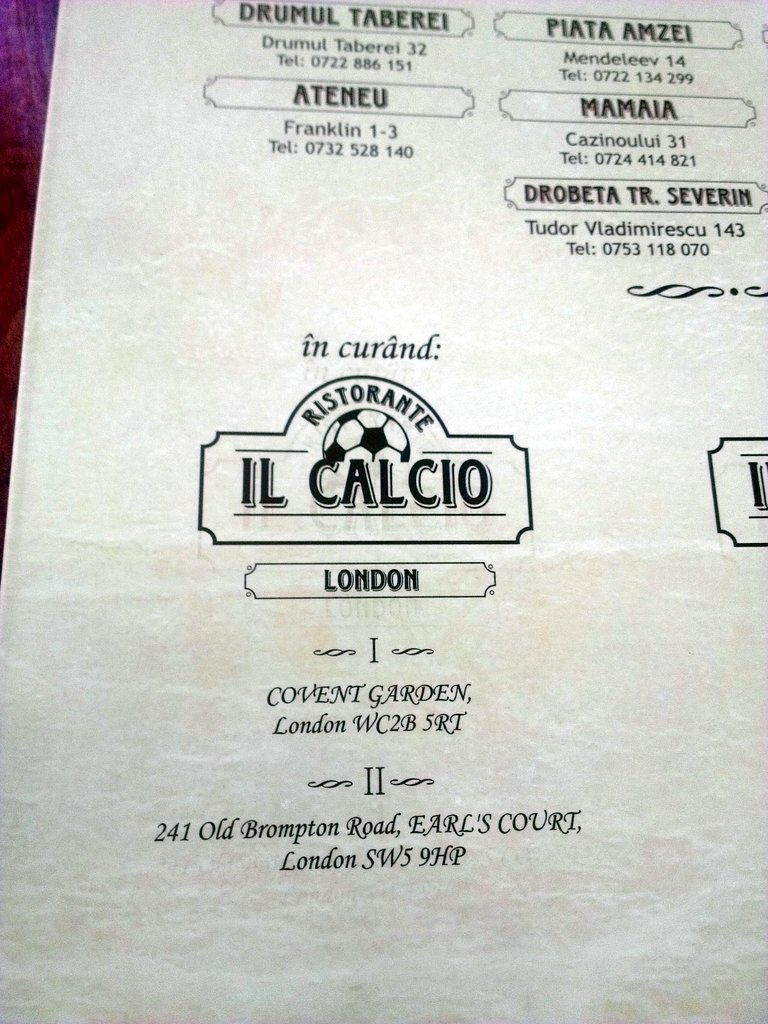 DRUMUL TABEREI
Drumul Taberei 32
Tel: 0722 886 151
ATENEU
Franklin 1-3
Tel: 0732 528 140
PIATA AMZEI
Mendeleev 14
Tel: 0722 134 299
MAMAIA
Cazinoului 31
Tel: 0724 414 821
DROBETA TR. SEVERIN
Tudor Vladimirescu 143
Tel: 0753 118 070
în curând:
RISTORANTE
IL CALCIO
LONDON
I
COVENT GARDEN,
London WC2B 5RT
II
241 Old Brompton Road, EARL'S COURT,
London SW5 9HP